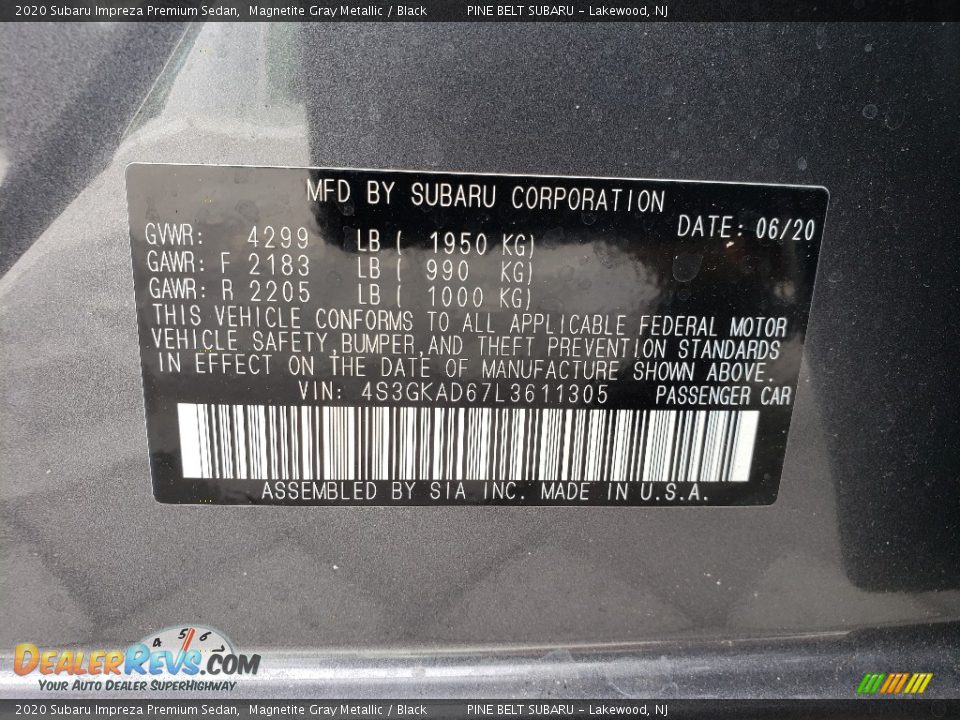 2020 Subaru Impreza Premium Sedan,  Magnetite Gray Metallic / Black        PINE BELT SUBARU - Lakewood, NJ
MFD BY SUBARU CORPORATION
DATE: 06/20
GVWR: 4299 LB ( 1950 KG)
GAWR: F 2183 LB ( 990 KG)
GAWR: R 2205 LB ( 1000 KG)
THIS VEHICLE CONFORMS TO ALL APPLICABLE FEDERAL MOTOR
VEHICLE SAFETY,BUMPER,AND THEFT PREVENTION STANDARDS
IN EFFECT ON THE DATE OF MANUFACTURE SHOWN ABOVE.
VIN: 4S3GKAD67L3611305 PASSENGER CAR
ASSEMBLED BY SIA INC. MADE IN U.S.A.
4 5 6 7
DEALERREVS.COM
YOUR AUTO DEALER SUPERHIGHWAY
2020 Subaru Impreza Premium Sedan,  Magnetite Gray Metallic / Black        PINE BELT SUBARU - Lakewood, NJ